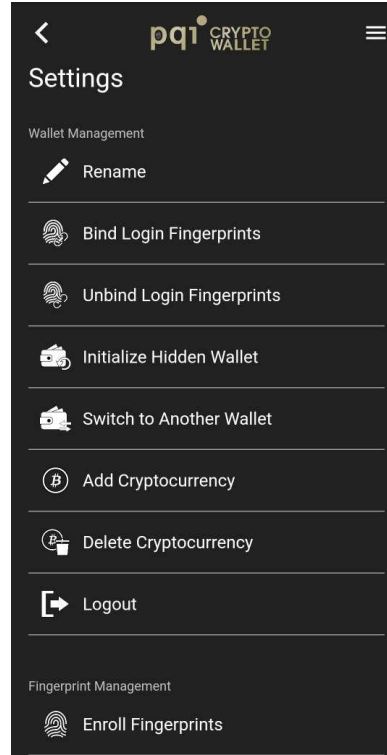 pqi CRYPTO
WALLET
Settings
Wallet Management
Rename
Bind Login Fingerprints
Unbind Login Fingerprints
Initialize Hidden Wallet
Switch to Another Wallet
Add Cryptocurrency
Delete Cryptocurrency
Logout
Fingerprint Management
Enroll Fingerprints